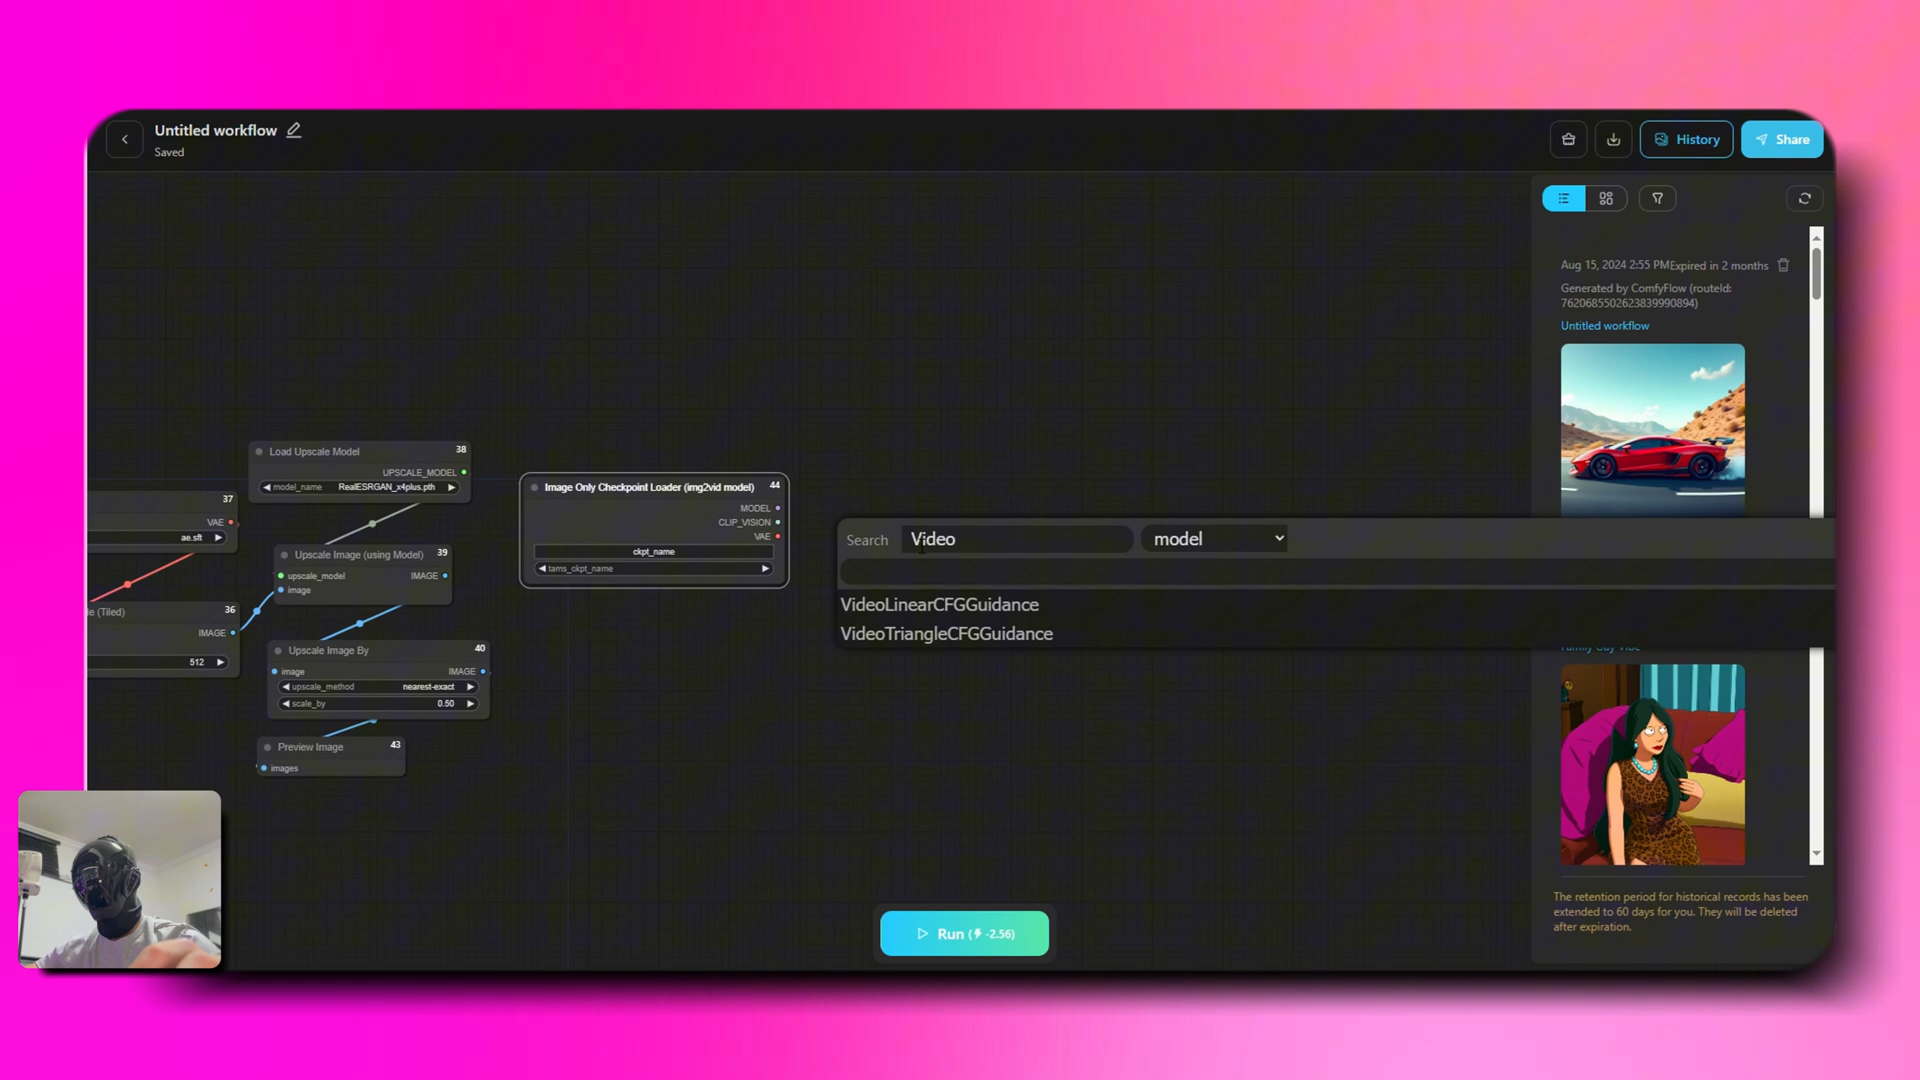 Untitled workflow
Saved
History
Share
Aug 15, 2024 2:55 PMExpired in 2 months
Generated by ComfyFlow (routeId:
762068550262383990894)
Untitled workflow
Load Upscale Model 38
UPSCALE_MODEL
model_name RealESRGAN_x4plus.pth
37
VAE
ae.sft
Upscale Image (using Model) 39
upscale_model IMAGE
image
le (Tiled) 36
IMAGE
512
Upscale Image By 40
image IMAGE
upscale_method nearest-exact
scale_by 0.50
Preview Image 43
images
Image Only Checkpoint Loader (img2vid model) 44
MODEL
CLIP_VISION
VAE
ckpt_name
tams_ckpt_name
Search Video model
VideoLinearCFGGuidance
VideoTriangleCFGGuidance
Family Guy Vibe
The retention period for historical records has been
extended to 60 days for you. They will be deleted
after expiration.
Run (-2.56)